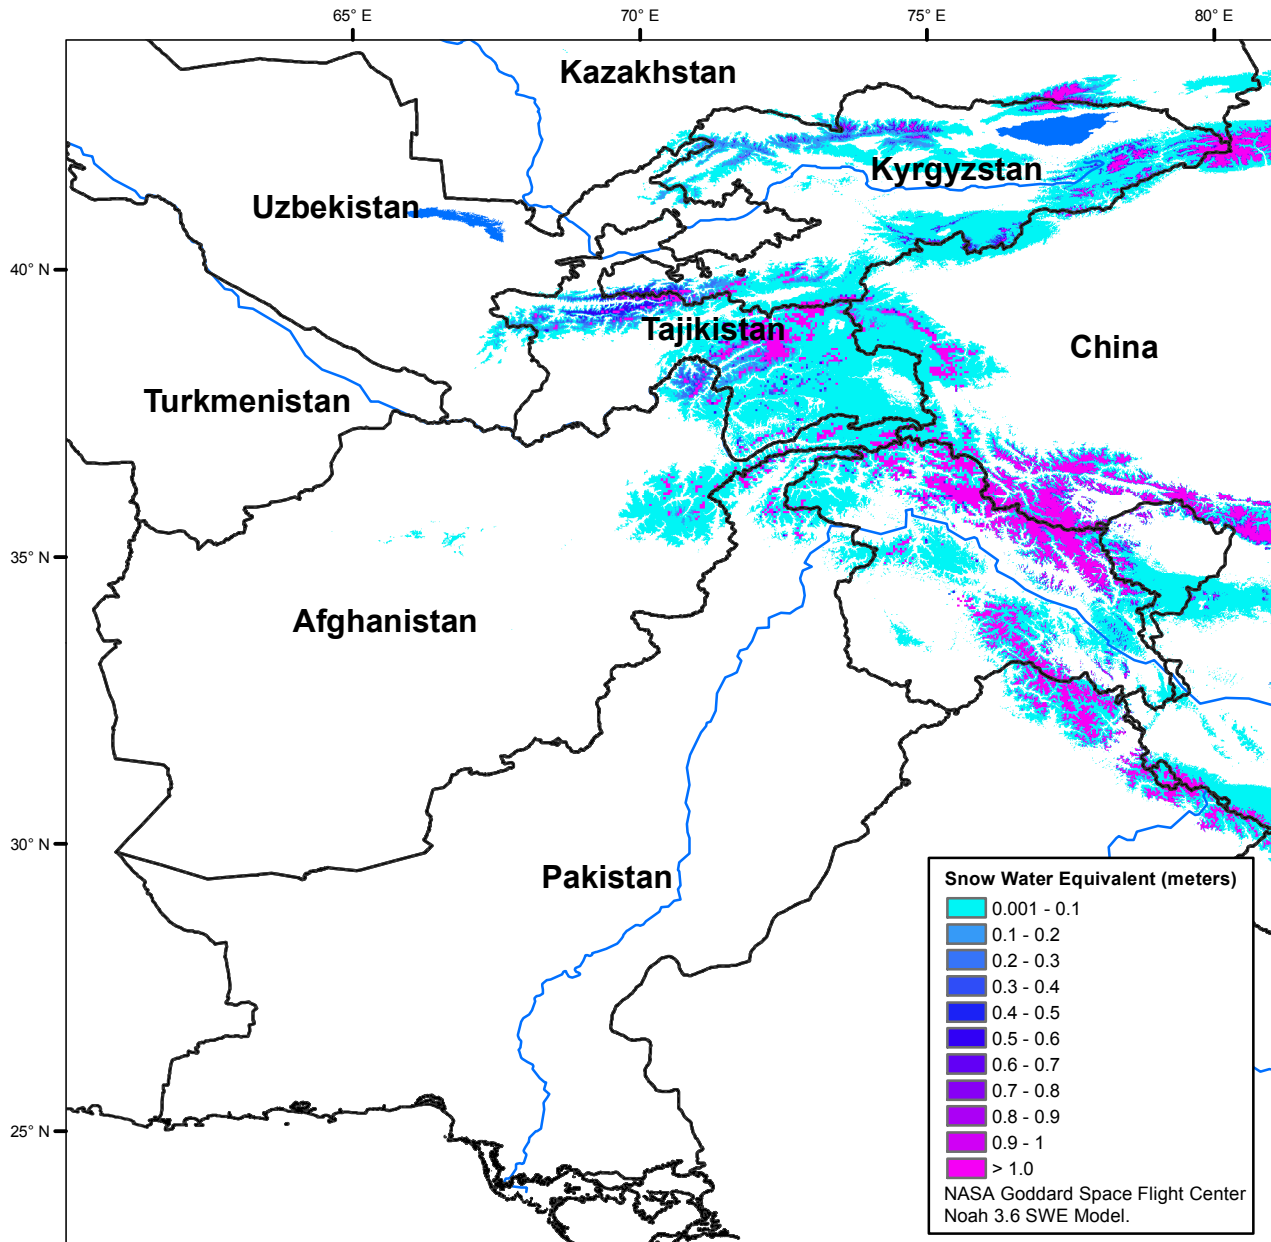 65° E
70° E
75° E
80° E
Kazakhstan
Kyrgyzstan
Uzbekistan
40° N
Tajikistan
China
Turkmenistan
35° N
Afghanistan
30° N
Pakistan
25° N
Snow Water Equivalent (meters)
0.001 - 0.1
0.1 - 0.2
0.2 - 0.3
0.3 - 0.4
0.4 - 0.5
0.5 - 0.6
0.6 - 0.7
0.7 - 0.8
0.8 - 0.9
0.9 - 1
> 1.0
NASA Goddard Space Flight Center
Noah 3.6 SWE Model.